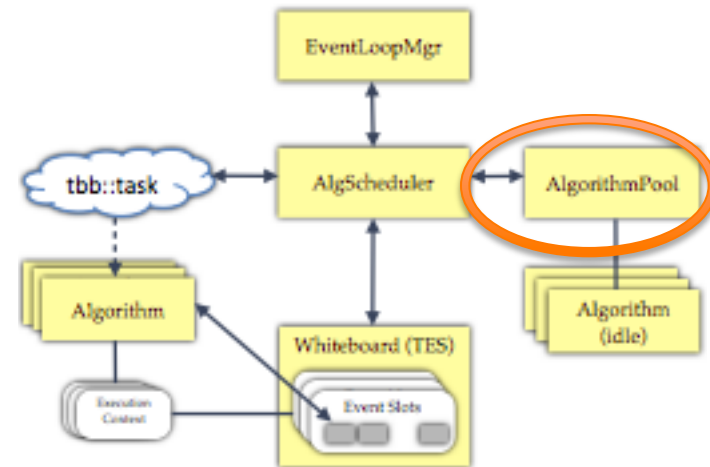 EventLoopMgr
tbb::task
AlgScheduler
AlgorithmPool
Algorithm
Algorithm
(idle)
Whiteboard (TES)
Execution
Context
Event Slots